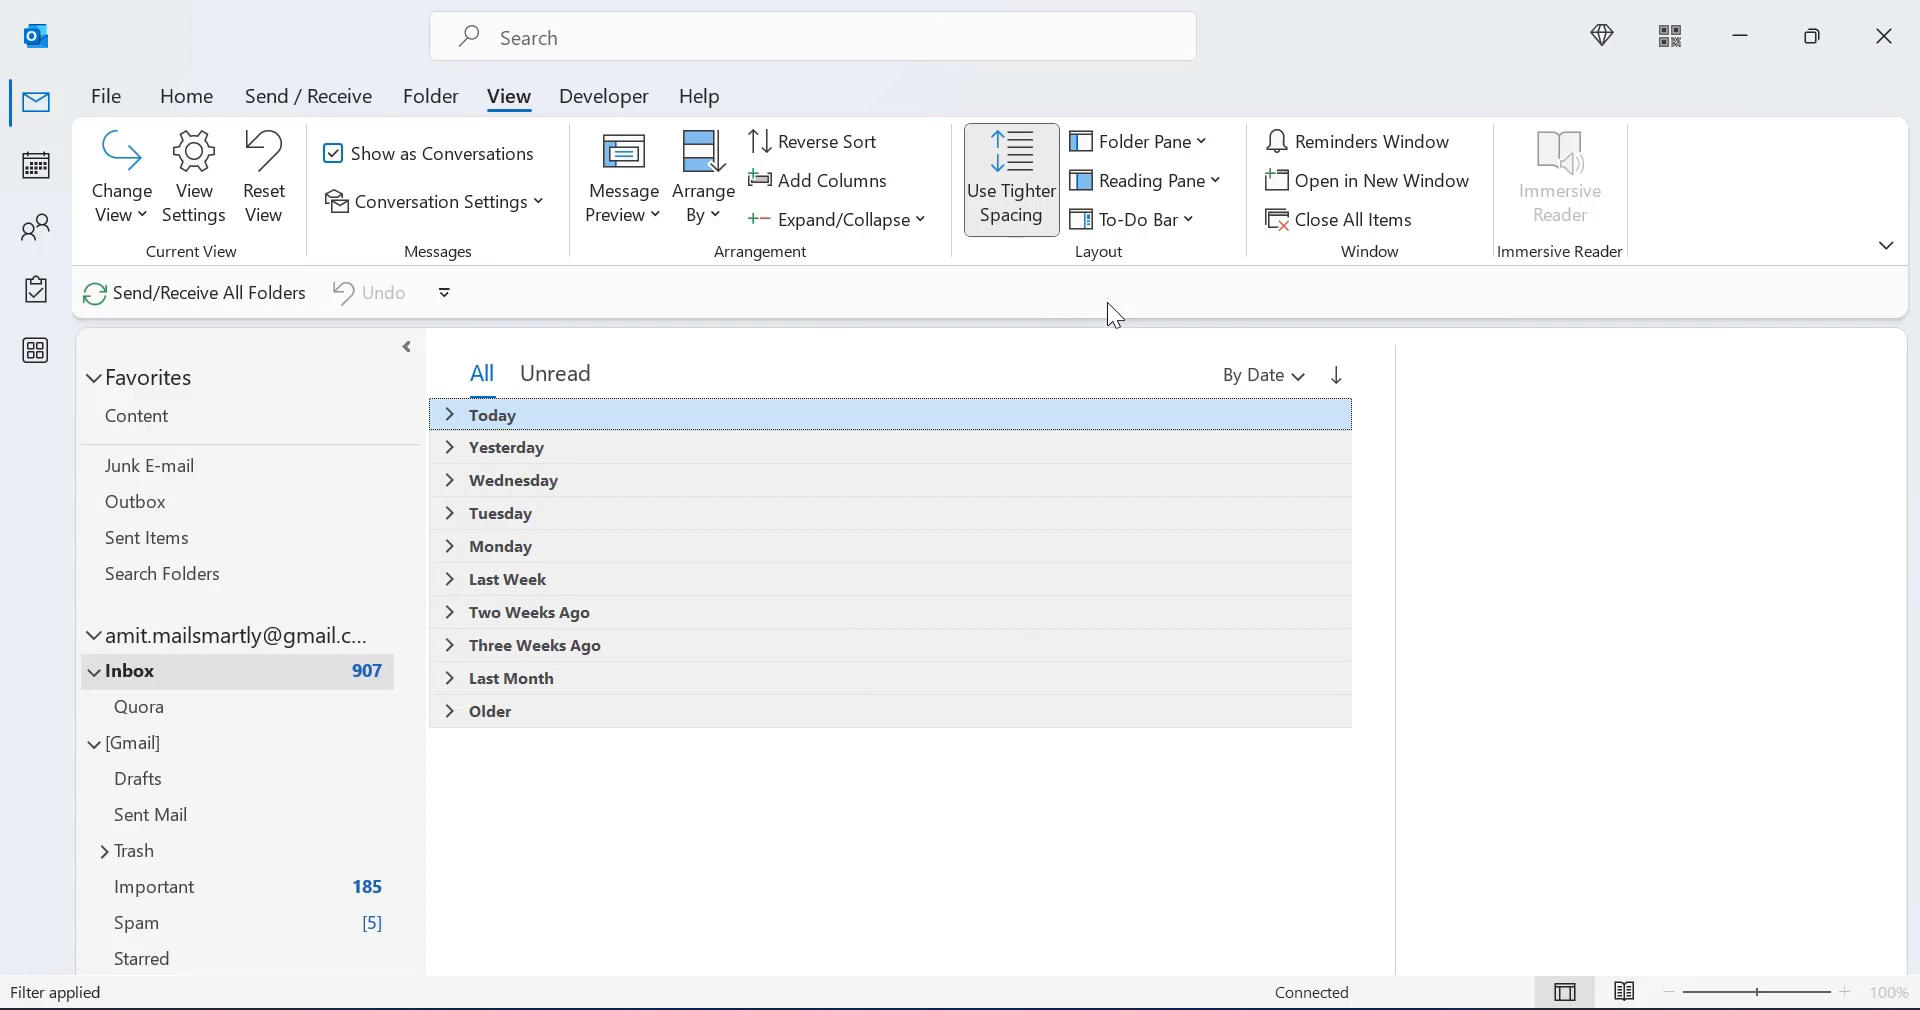 Search
File Home Send / Receive Folder View Developer Help
Change View
View Settings
Reset View
Current View
Show as Conversations
Conversation Settings
Messages
Message Preview
Arrange By
Reverse Sort
Add Columns
Expand/Collapse
Arrangement
Use Tighter Spacing
Folder Pane
Reading Pane
To-Do Bar
Layout
Reminders Window
Open in New Window
Close All Items
Window
Immersive Reader
Immersive Reader
Send/Receive All Folders Undo
Favorites
Content
Junk E-mail
Outbox
Sent Items
Search Folders
amit.mailsmartly@gmail.c...
Inbox 907
Quora
[Gmail]
Drafts
Sent Mail
Trash
Important 185
Spam [5]
Starred
All Unread By Date
Today
Yesterday
Wednesday
Tuesday
Monday
Last Week
Two Weeks Ago
Three Weeks Ago
Last Month
Older
Filter applied Connected 100%